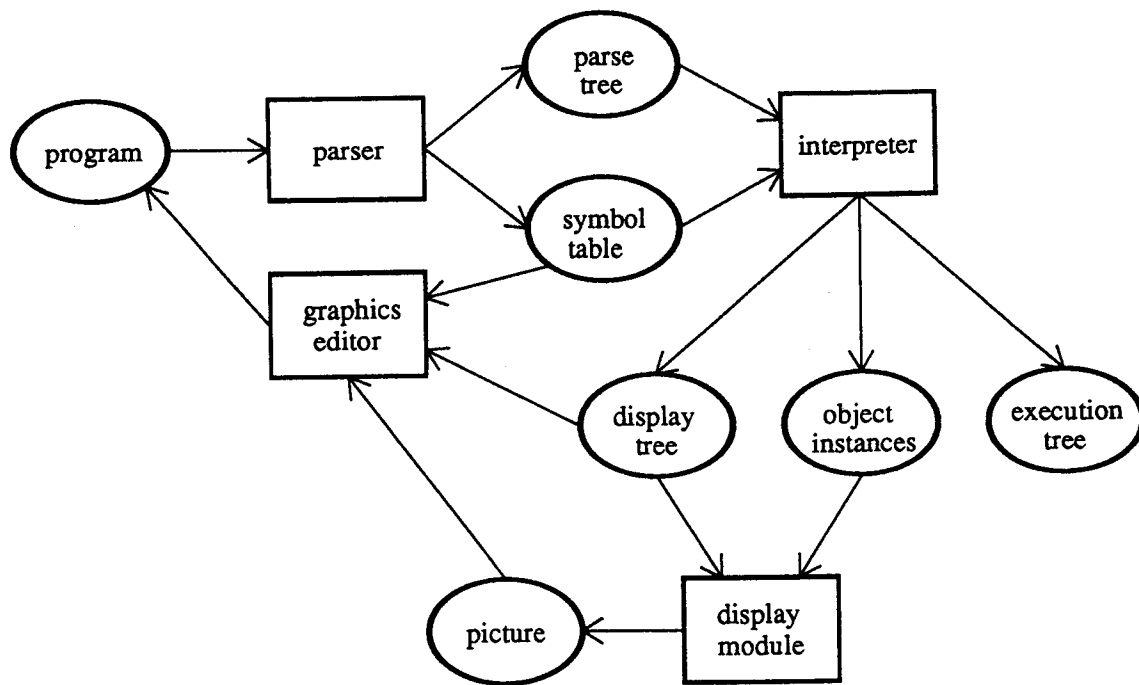 parse
tree
program
parser
interpreter
symbol
table
graphics
editor
display
tree
object
instances
execution
tree
picture
display
module